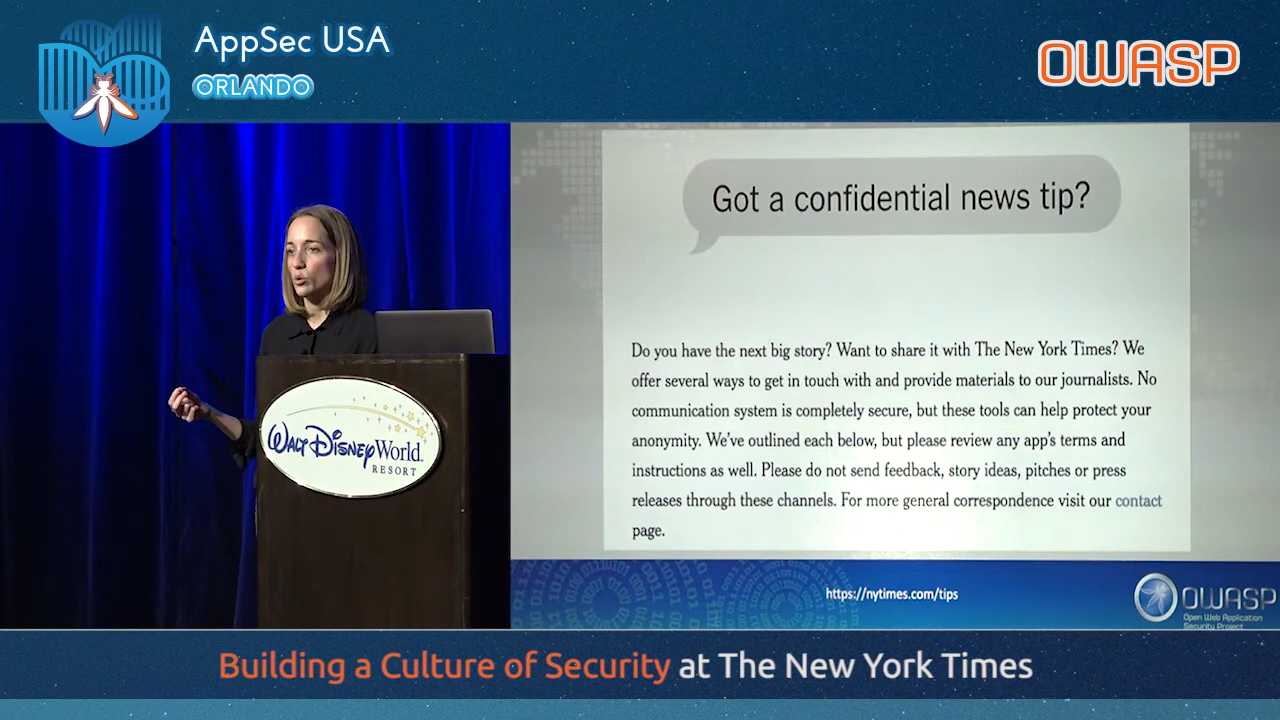 AppSec USA
ORLANDO
OWASP
Got a confidential news tip?
Do you have the next big story? Want to share it with The New York Times? We
offer several ways to get in touch with and provide materials to our journalists. No
communication system is completely secure, but these tools can help protect your
anonymity. We've outlined each below, but please review any app's terms and
instructions as well. Please do not send feedback, story ideas, pitches or press
releases through these channels. For more general correspondence visit our contact
page.
WALT DISNEY World
RESORT
https://nytimes.com/tips
OWASP
Open Web Application
Security Project
Building a Culture of Security at The New York Times